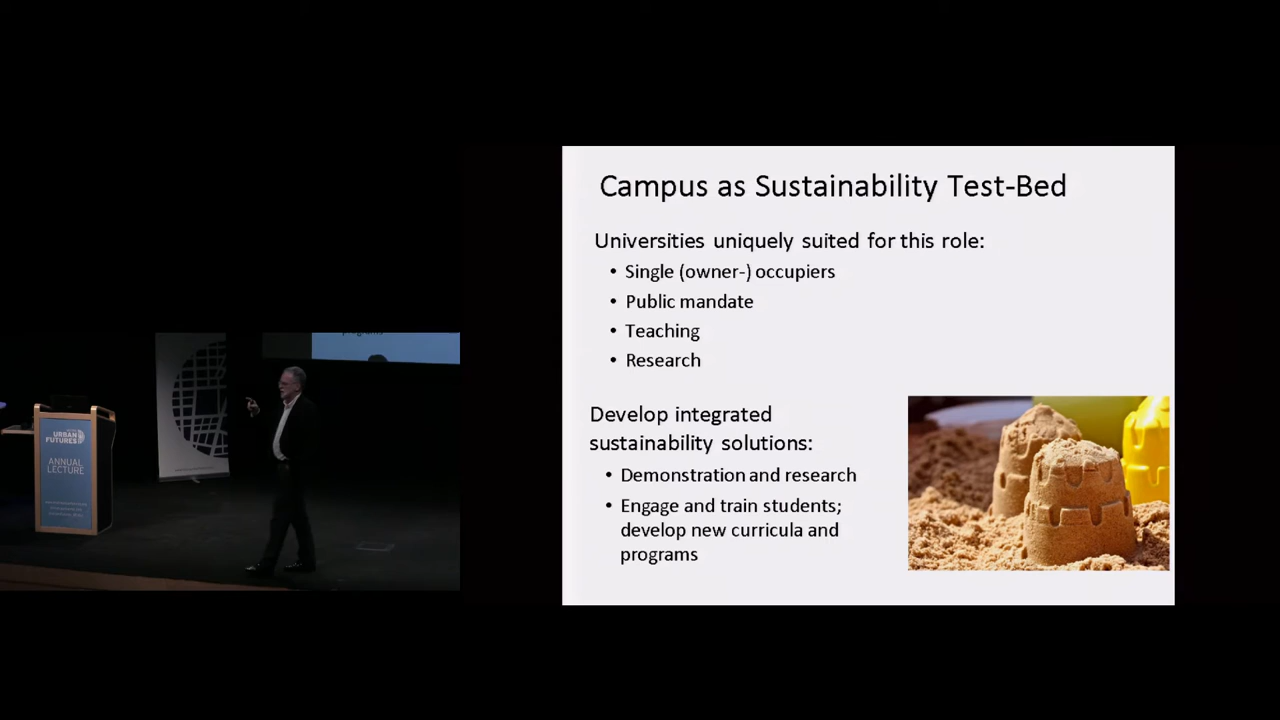 Campus as Sustainability Test-Bed
Universities uniquely suited for this role:
• Single (owner-) occupiers
• Public mandate
• Teaching
• Research
Develop integrated
sustainability solutions:
• Demonstration and research
• Engage and train students;
develop new curricula and
programs
URBAN
FUTURES
ANNUAL
LECTURE